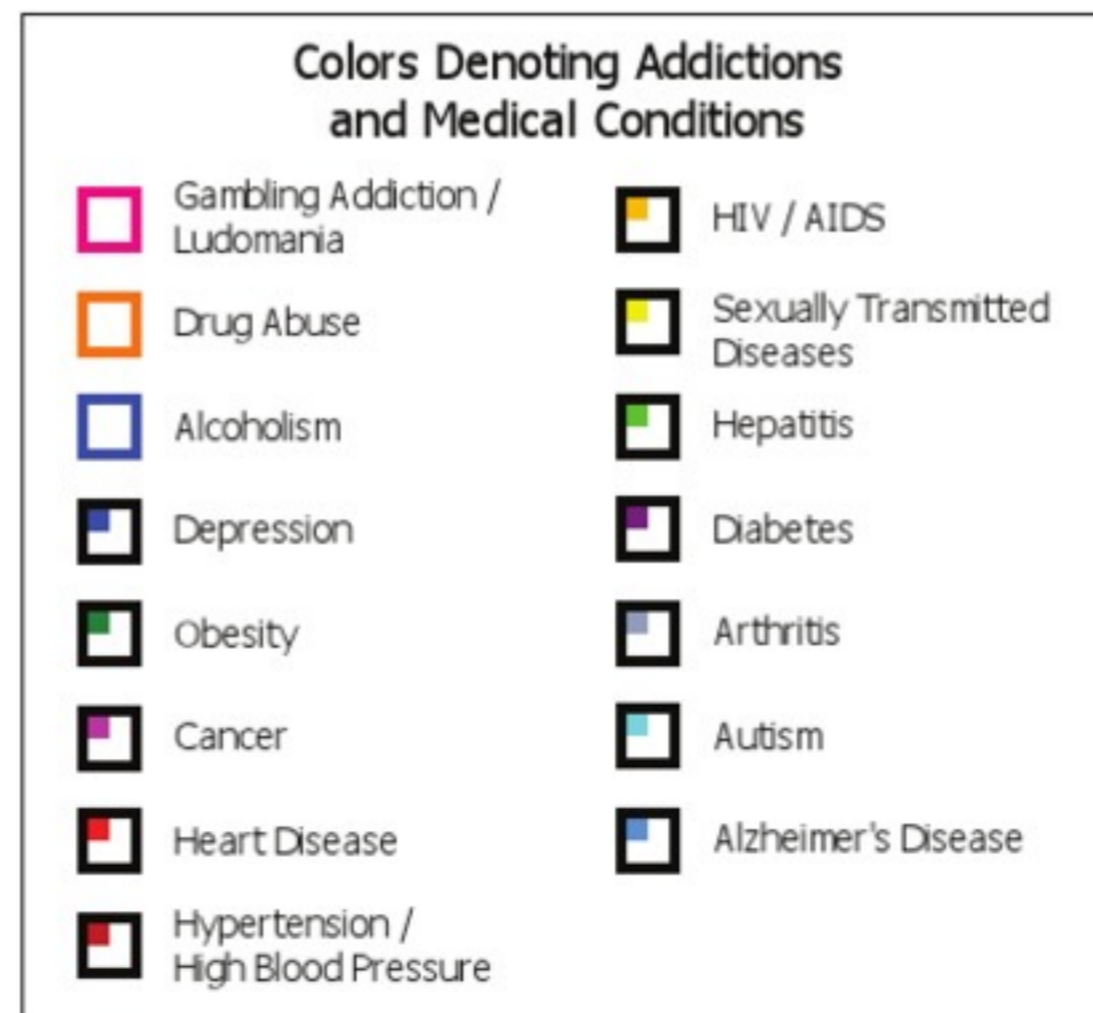 Colors Denoting Addictions
and Medical Conditions
Gambling Addiction /
Ludomania
Drug Abuse
Alcoholism
Depression
Obesity
Cancer
Heart Disease
Hypertension /
High Blood Pressure
HIV / AIDS
Sexually Transmitted
Diseases
Hepatitis
Diabetes
Arthritis
Autism
Alzheimer's Disease